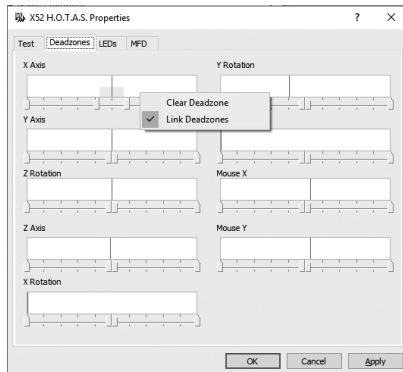 X52 H.O.T.A.S. Properties
Test Deadzones LEDs MFD
X Axis
Y Rotation
Clear Deadzone
Link Deadzones
Y Axis
Z Rotation
Mouse X
Z Axis
Mouse Y
X Rotation
OK Cancel Apply